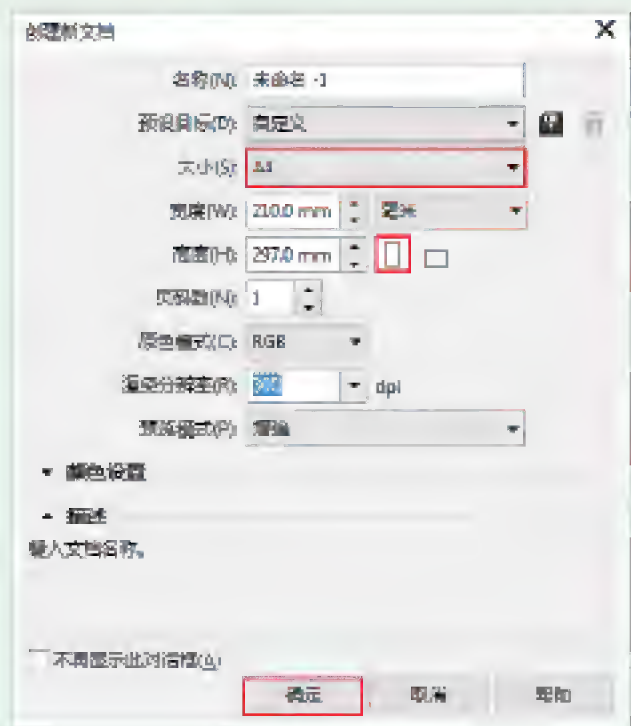 创建新文档
名称(N): 未命名 -1
预设目标(D): 自定义
大小(S): A4
宽度(W): 210.0 mm 毫米
高度(H): 297.0 mm
页码数(N): 1
原色模式(C): RGB
渲染分辨率(R): dpi
预览模式(P): 增强
颜色设置
描述
键入文档名称。
不再显示此对话框(A)
确定 取消 帮助